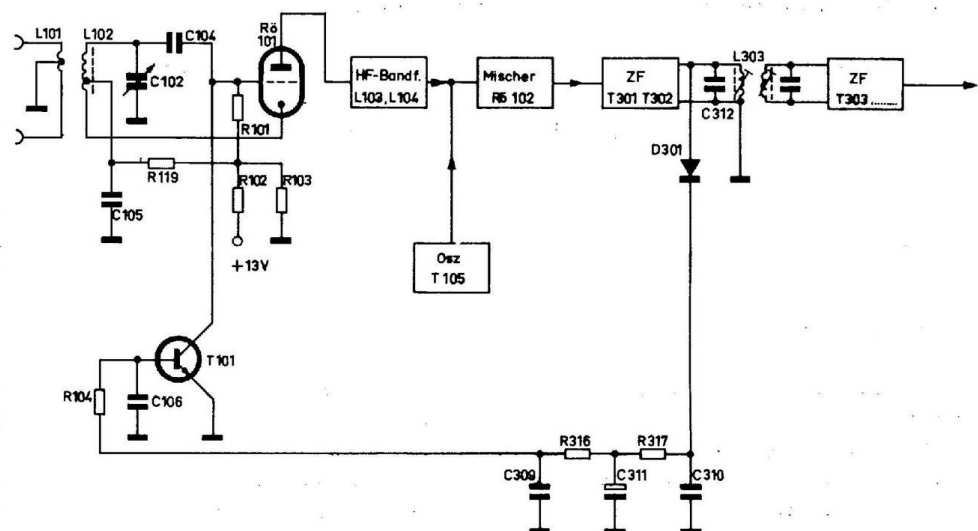 L101
L102
C104
Rö
101
C102
R101
R119
R102
R103
C105
+13V
HF-Bandf.
L103, L104
Mischer
Rö 102
Osz
T 105
ZF
T301 T302
C312
L303
ZF
T303 .........
D301
T101
R104
C106
R316
R317
C309
C311
C310